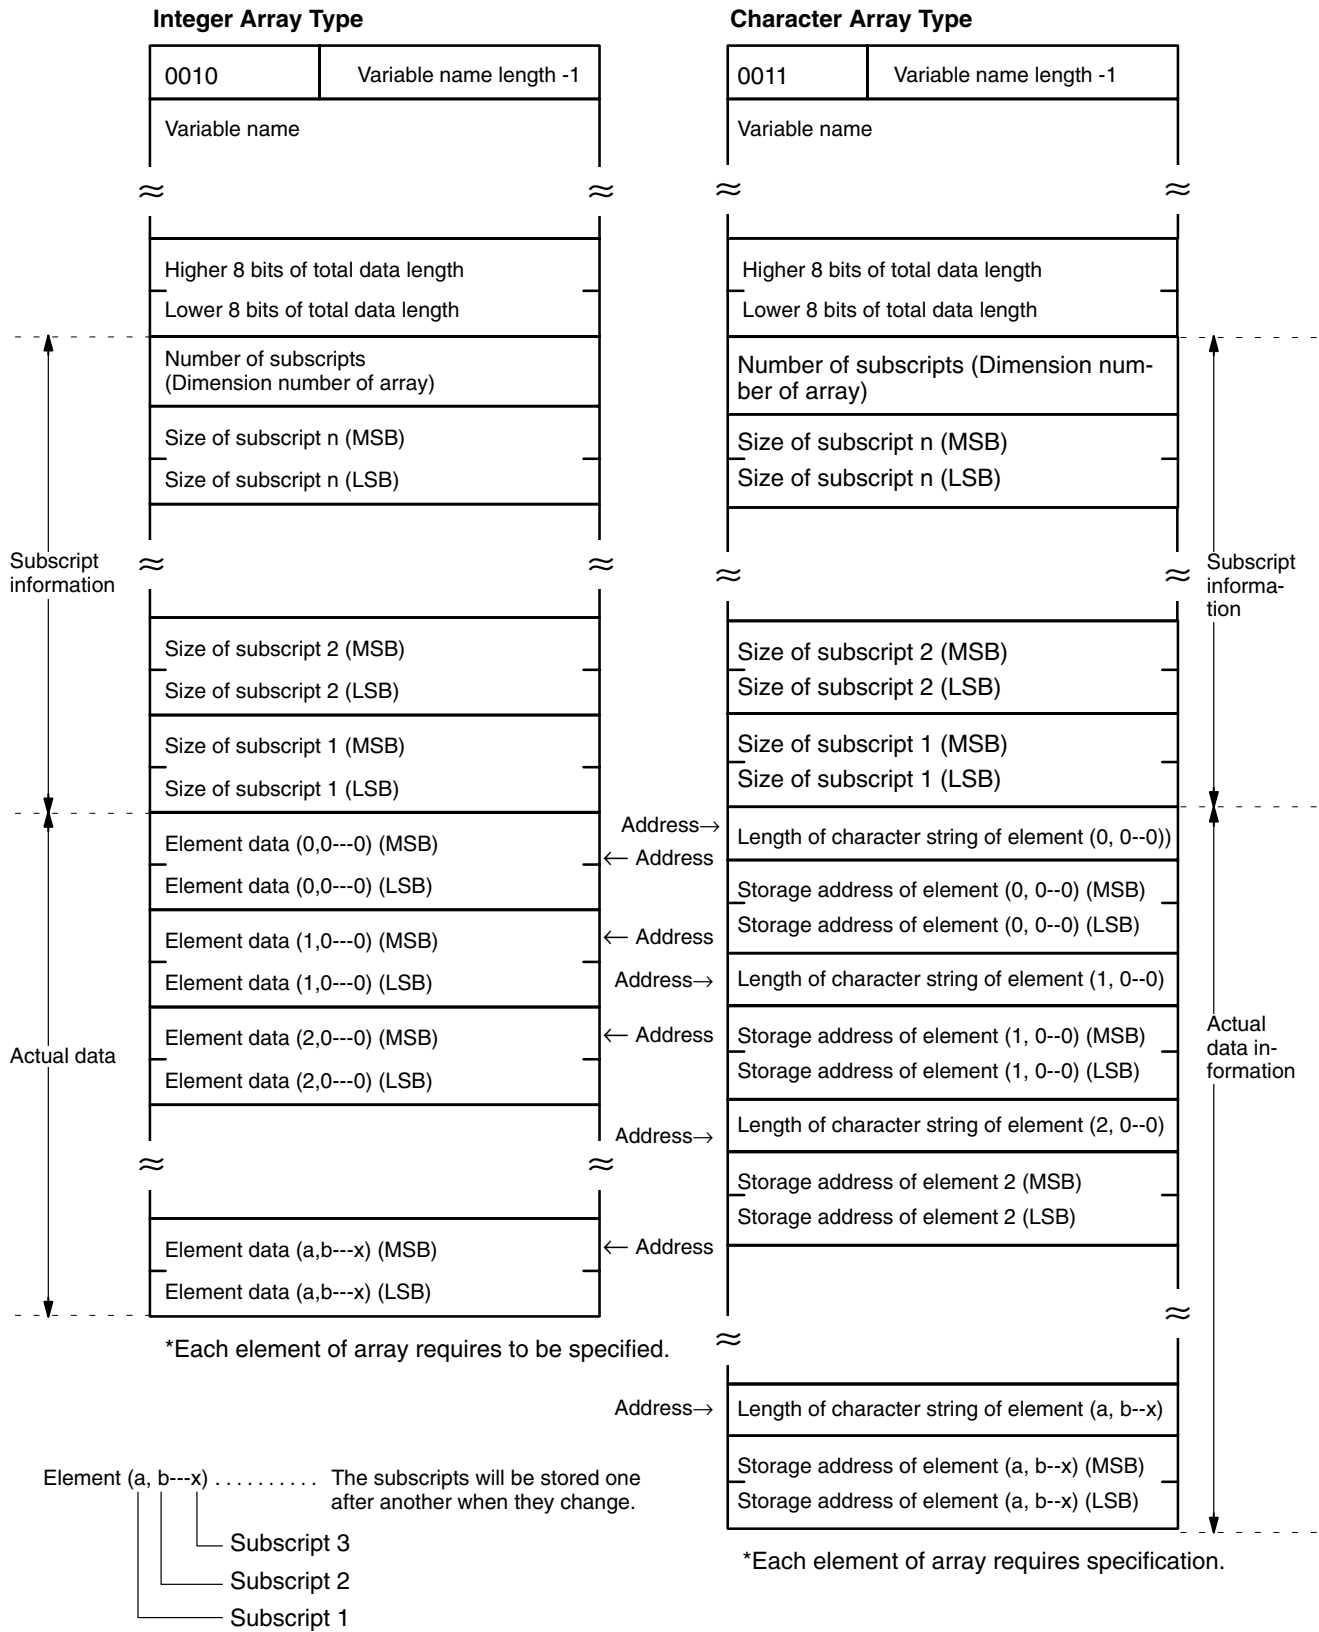 Integer Array Type
0010 Variable name length -1
Variable name
≈ ≈
Higher 8 bits of total data length
Lower 8 bits of total data length
Number of subscripts
(Dimension number of array)
Size of subscript n (MSB)
Size of subscript n (LSB)
Subscript
information
≈ ≈
Size of subscript 2 (MSB)
Size of subscript 2 (LSB)
Size of subscript 1 (MSB)
Size of subscript 1 (LSB)
Element data (0,0---0) (MSB)
← Address
Element data (0,0---0) (LSB)
Element data (1,0---0) (MSB)
← Address
Element data (1,0---0) (LSB)
Element data (2,0---0) (MSB)
← Address
Actual data
Element data (2,0---0) (LSB)
≈ ≈
Element data (a,b---x) (MSB)
← Address
Element data (a,b---x) (LSB)
*Each element of array requires to be specified.
Element (a, b---x) . . . . . . . . . . The subscripts will be stored one
after another when they change.
Subscript 3
Subscript 2
Subscript 1
Character Array Type
0011 Variable name length -1
Variable name
≈ ≈
Higher 8 bits of total data length
Lower 8 bits of total data length
Number of subscripts (Dimension num-
ber of array)
Size of subscript n (MSB)
Size of subscript n (LSB)
≈ ≈
Subscript
informa-
tion
Size of subscript 2 (MSB)
Size of subscript 2 (LSB)
Size of subscript 1 (MSB)
Size of subscript 1 (LSB)
Address→
Length of character string of element (0, 0--0))
Storage address of element (0, 0--0) (MSB)
Storage address of element (0, 0--0) (LSB)
Address→
Length of character string of element (1, 0--0)
Storage address of element (1, 0--0) (MSB)
Storage address of element (1, 0--0) (LSB)
Actual
data in-
formation
Address→
Length of character string of element (2, 0--0)
Storage address of element 2 (MSB)
Storage address of element 2 (LSB)
≈ ≈
Address→
Length of character string of element (a, b--x)
Storage address of element (a, b--x) (MSB)
Storage address of element (a, b--x) (LSB)
*Each element of array requires specification.